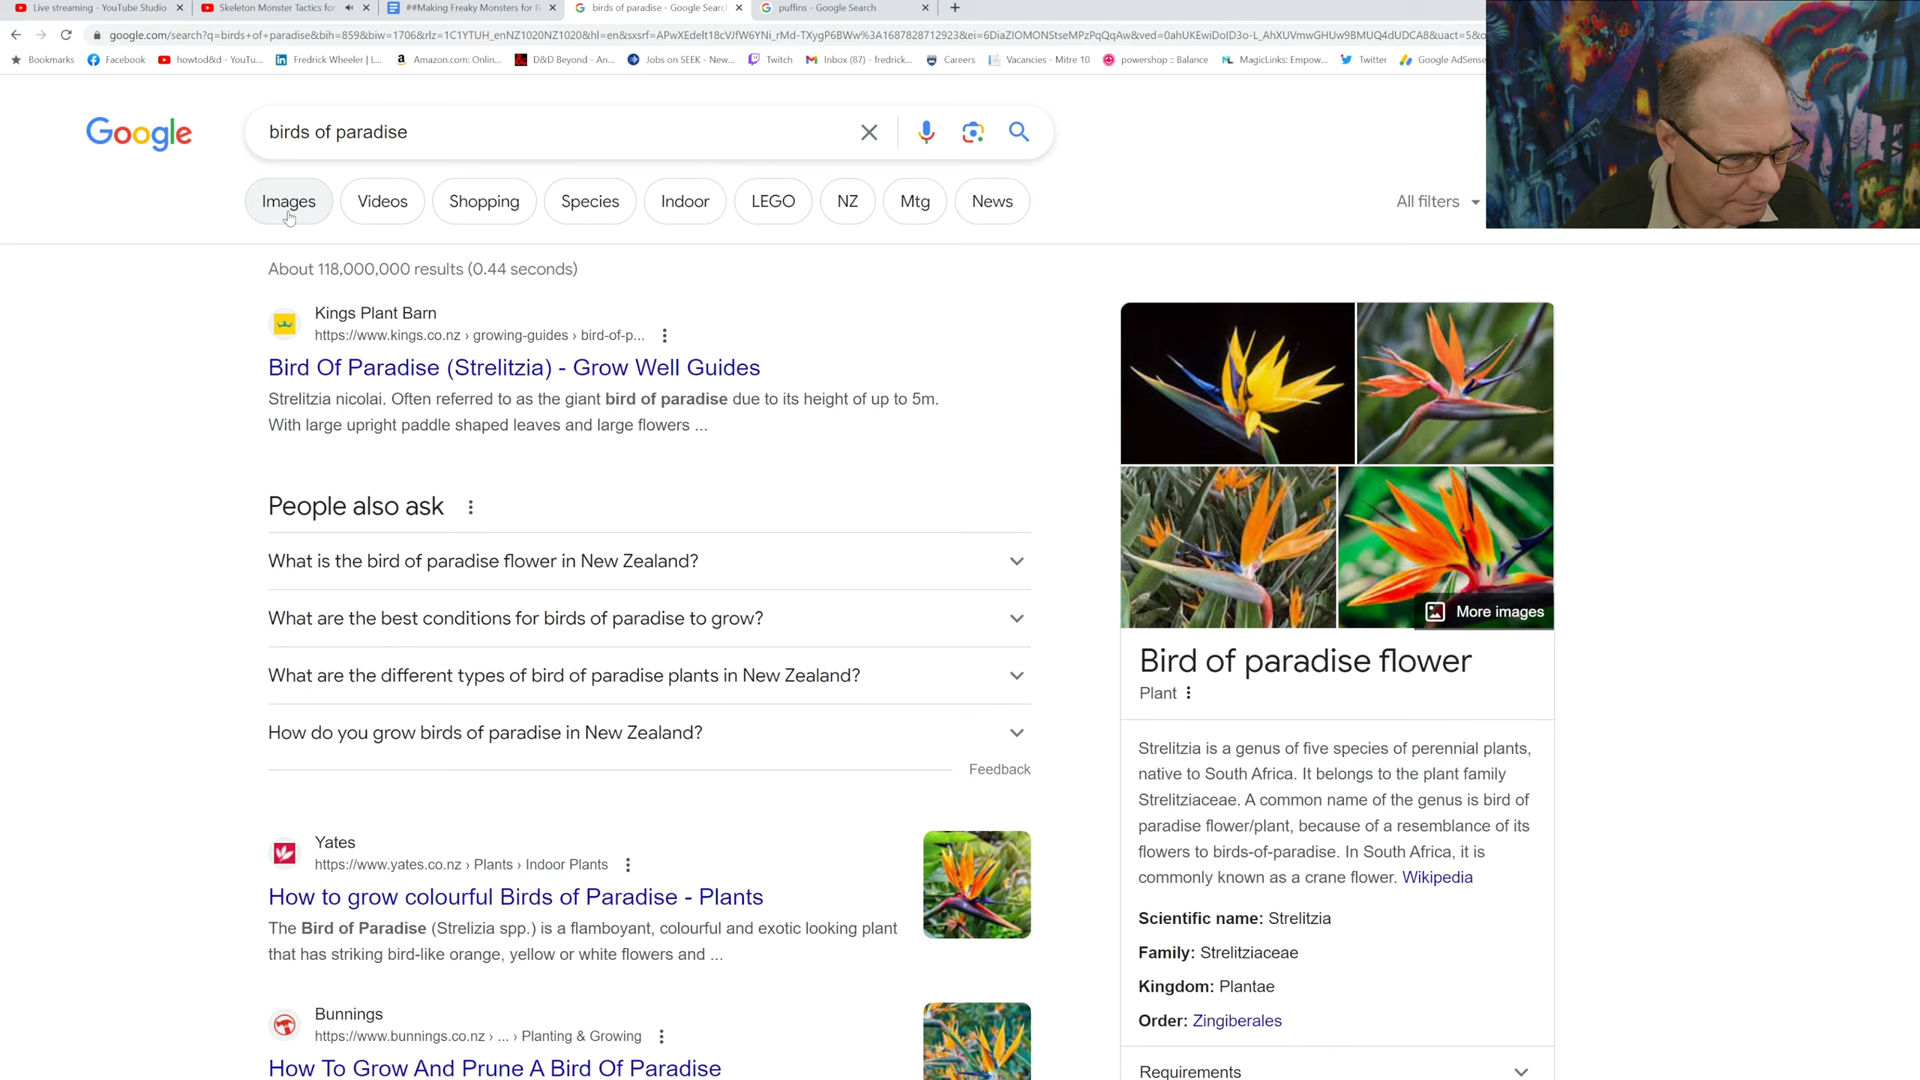 Live streaming - YouTube Studio
Skeleton Monster Tactics for
##Making Freaky Monsters for
birds of paradise - Google Search
puffins - Google Search
Bookmarks
Facebook
howtod&d - YouTu...
Fredrick Wheeler | L...
Amazon.com: Onlin...
D&D Beyond - An...
Jobs on SEEK - New...
Twitch
Inbox (87) - fredrick...
Careers
Vacancies - Mitre 10
powershop :: Balance
MagicLinks: Empow...
Twitter
Google AdSense
Google
birds of paradise
Images
Videos
Shopping
Species
Indoor
LEGO
NZ
Mtg
News
All filters
About 118,000,000 results (0.44 seconds)
Kings Plant Barn
https://www.kings.co.nz › growing-guides › bird-of-p...
Bird Of Paradise (Strelitzia) - Grow Well Guides
Strelitzia nicolai. Often referred to as the giant bird of paradise due to its height of up to 5m.
With large upright paddle shaped leaves and large flowers ...
People also ask
What is the bird of paradise flower in New Zealand?
What are the best conditions for birds of paradise to grow?
What are the different types of bird of paradise plants in New Zealand?
How do you grow birds of paradise in New Zealand?
Feedback
Yates
https://www.yates.co.nz › Plants › Indoor Plants
How to grow colourful Birds of Paradise - Plants
The Bird of Paradise (Strelizia spp.) is a flamboyant, colourful and exotic looking plant
that has striking bird-like orange, yellow or white flowers and ...
Bunnings
https://www.bunnings.co.nz › ... › Planting & Growing
How To Grow And Prune A Bird Of Paradise
More images
Bird of paradise flower
Plant
Strelitzia is a genus of five species of perennial plants,
native to South Africa. It belongs to the plant family
Strelitziaceae. A common name of the genus is bird of
paradise flower/plant, because of a resemblance of its
flowers to birds-of-paradise. In South Africa, it is
commonly known as a crane flower. Wikipedia
Scientific name: Strelitzia
Family: Strelitziaceae
Kingdom: Plantae
Order: Zingiberales
Requirements